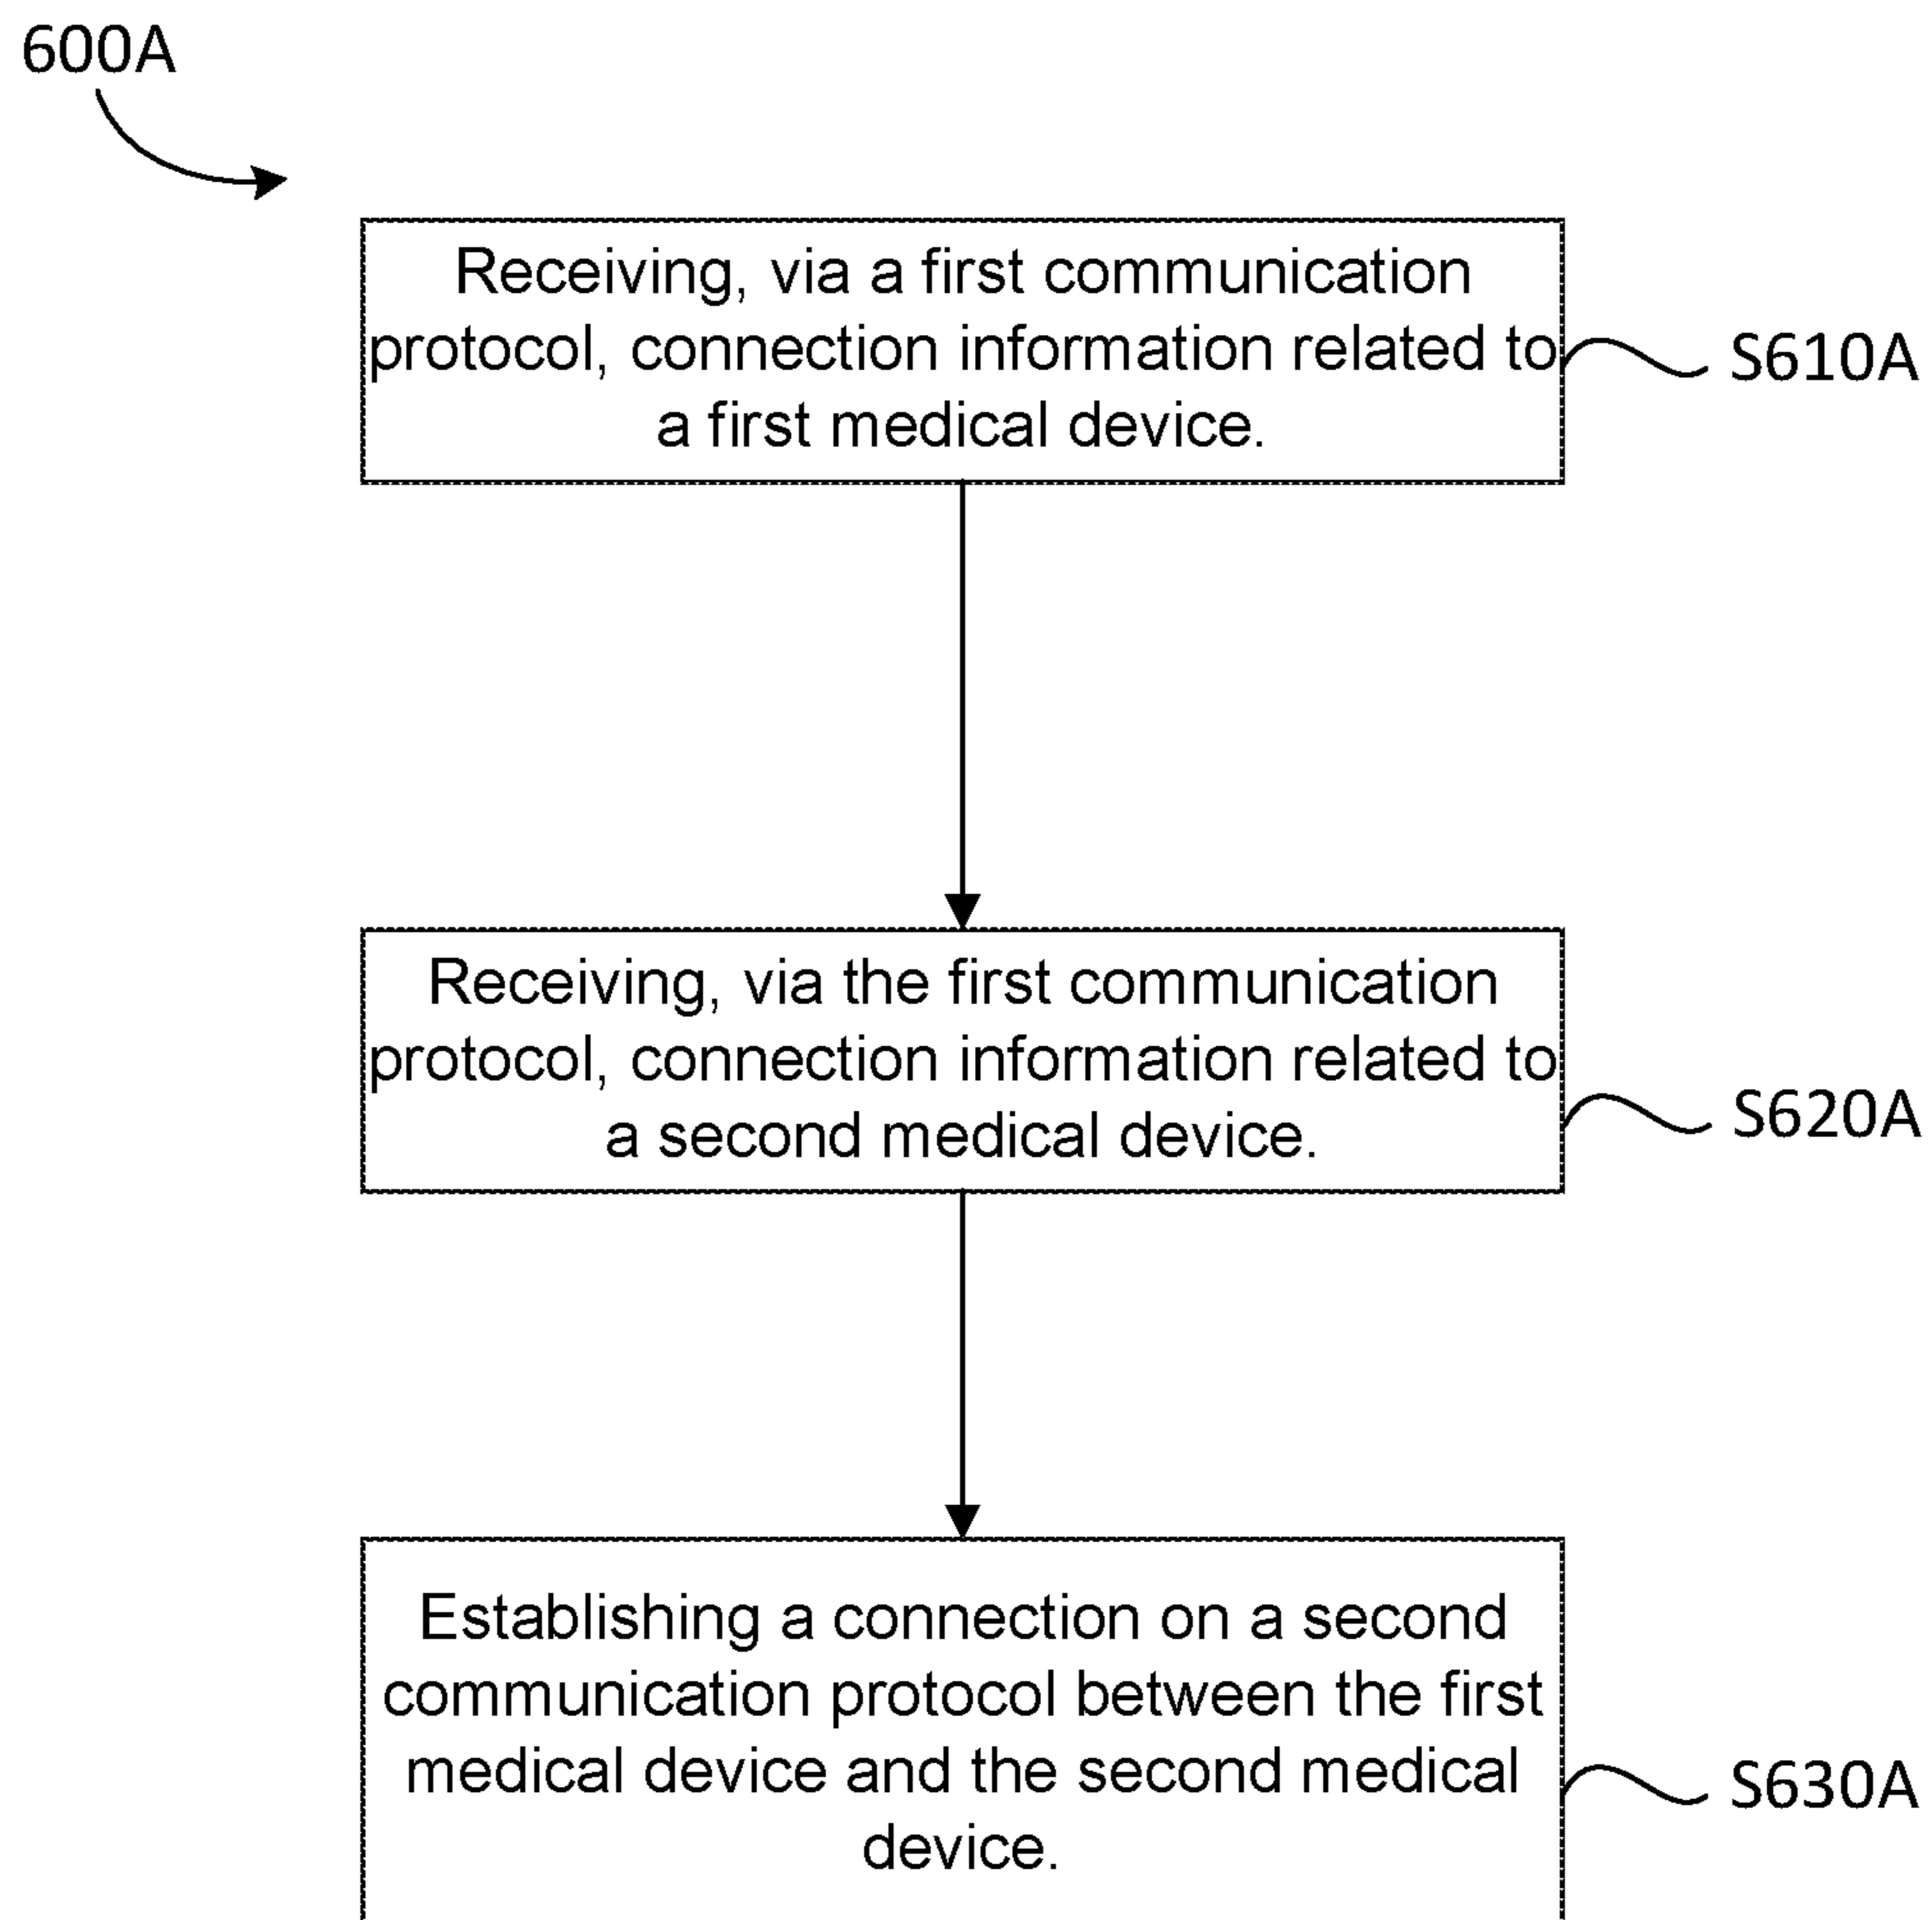 600A
Receiving, via a first communication
protocol, connection information related to
a first medical device.
S610A
Receiving, via the first communication
protocol, connection information related to
a second medical device.
S620A
Establishing a connection on a second
communication protocol between the first
medical device and the second medical
device.
S630A